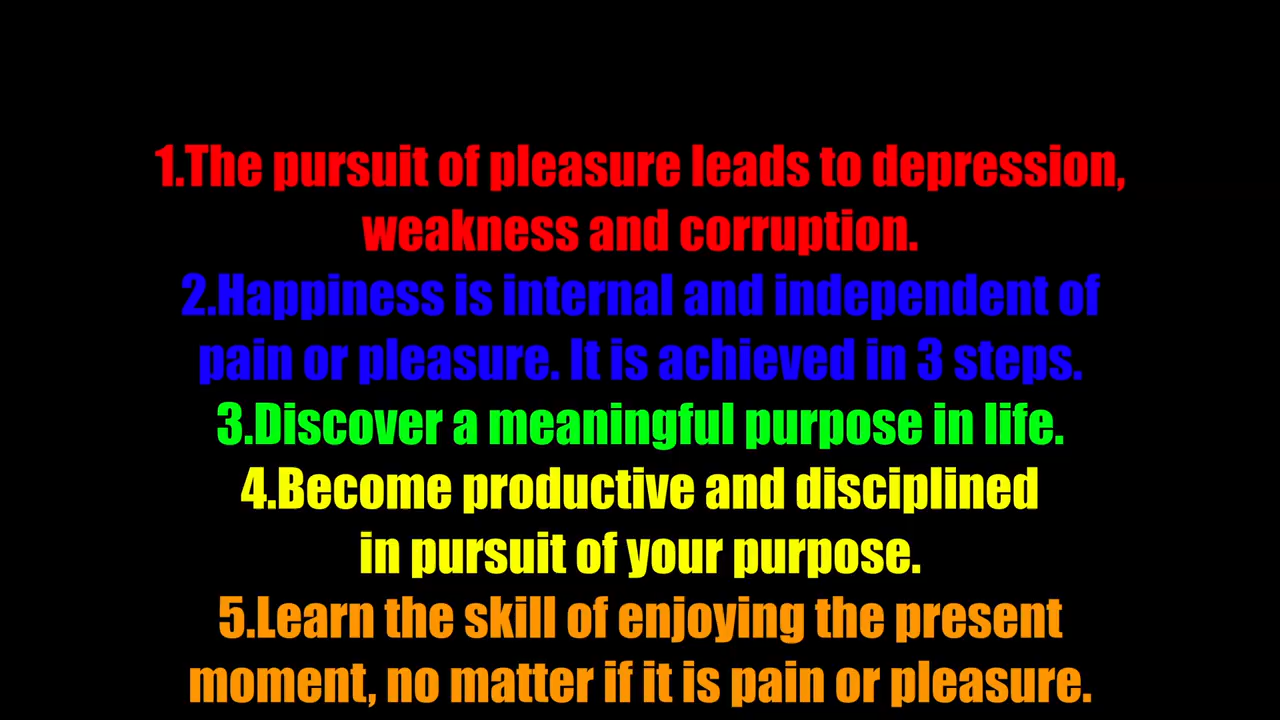 1.The pursuit of pleasure leads to depression,
weakness and corruption.
2.Happiness is internal and independent of
pain or pleasure. It is achieved in 3 steps.
3.Discover a meaningful purpose in life.
4.Become productive and disciplined
in pursuit of your purpose.
5.Learn the skill of enjoying the present
moment, no matter if it is pain or pleasure.